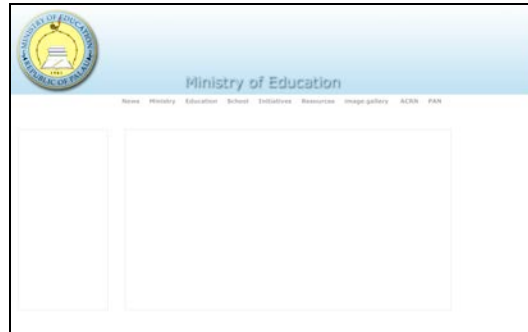 MINISTRY OF EDUCATION
REPUBLIC OF PALAU
1981
Ministry of Education
News Ministry Education School Initiatives Resources image gallery ACRN PAN